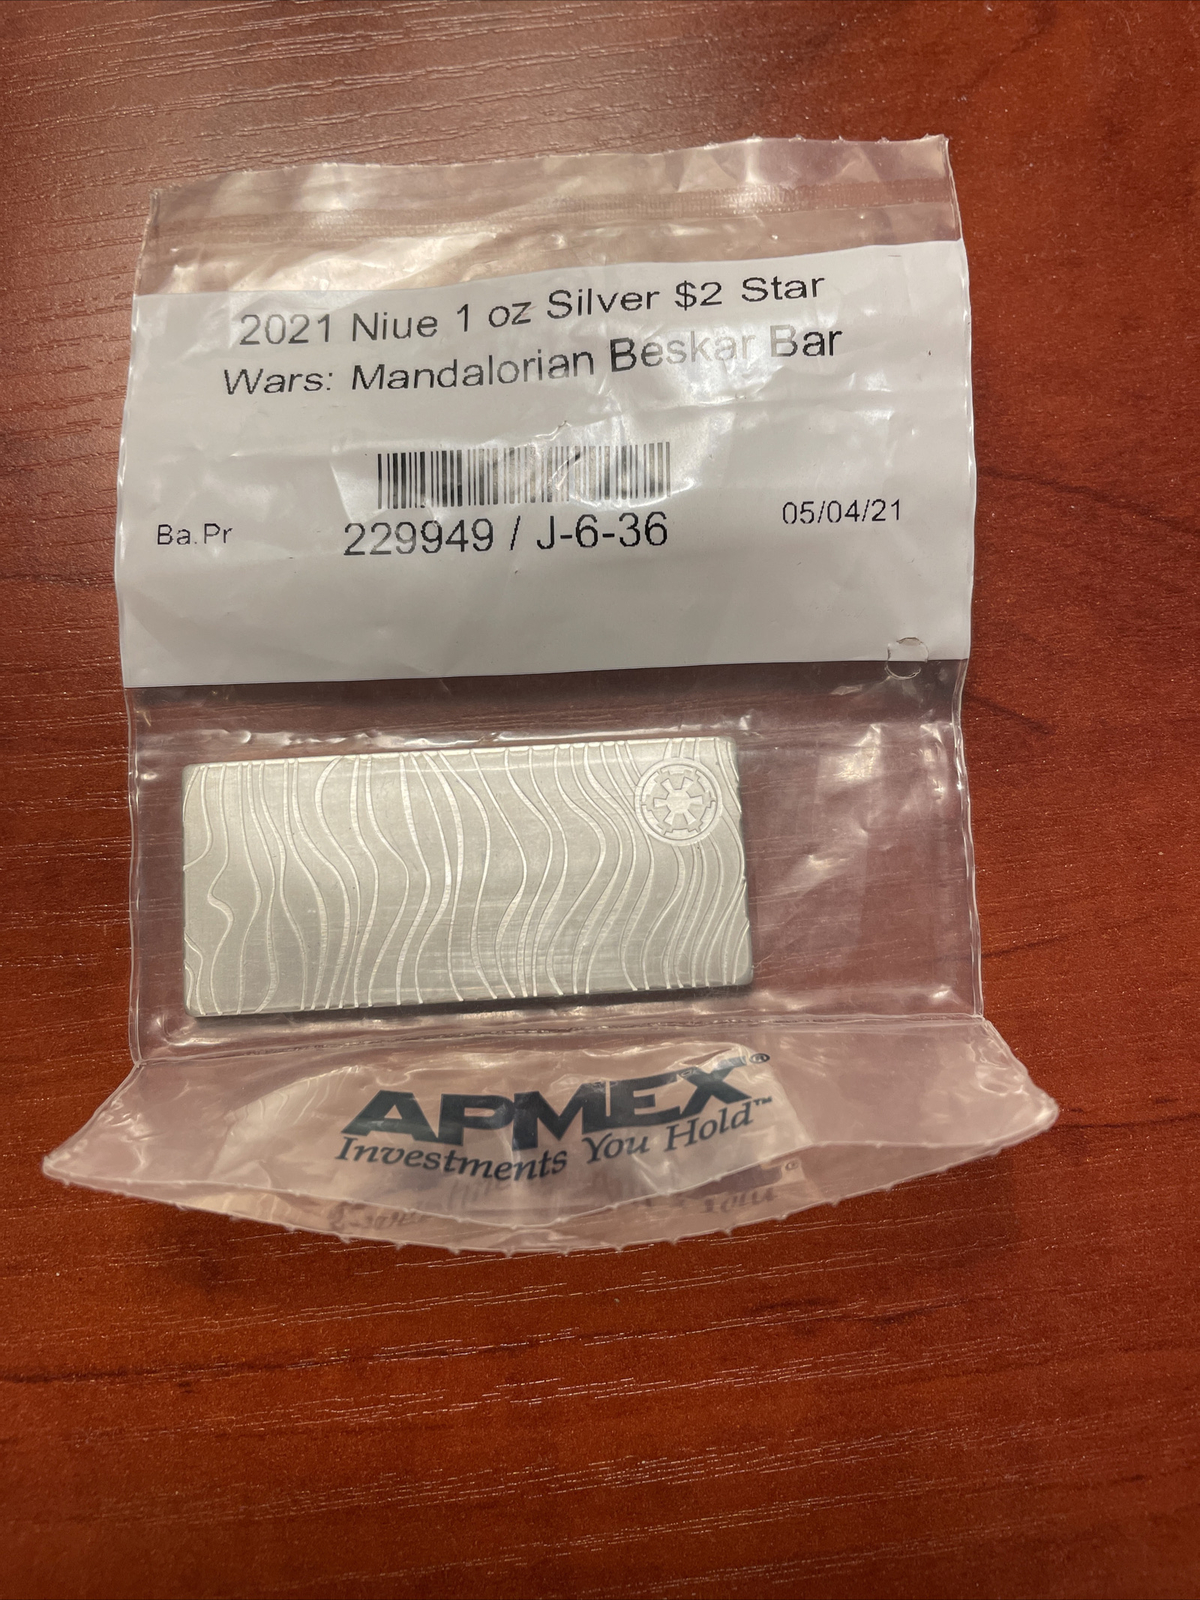 2021 Niue 1 oz Silver $2 Star
Wars: Mandalorian Beskar Bar
Ba.Pr
229949 / J-6-36
05/04/21
APMEX®
Investments You Hold™